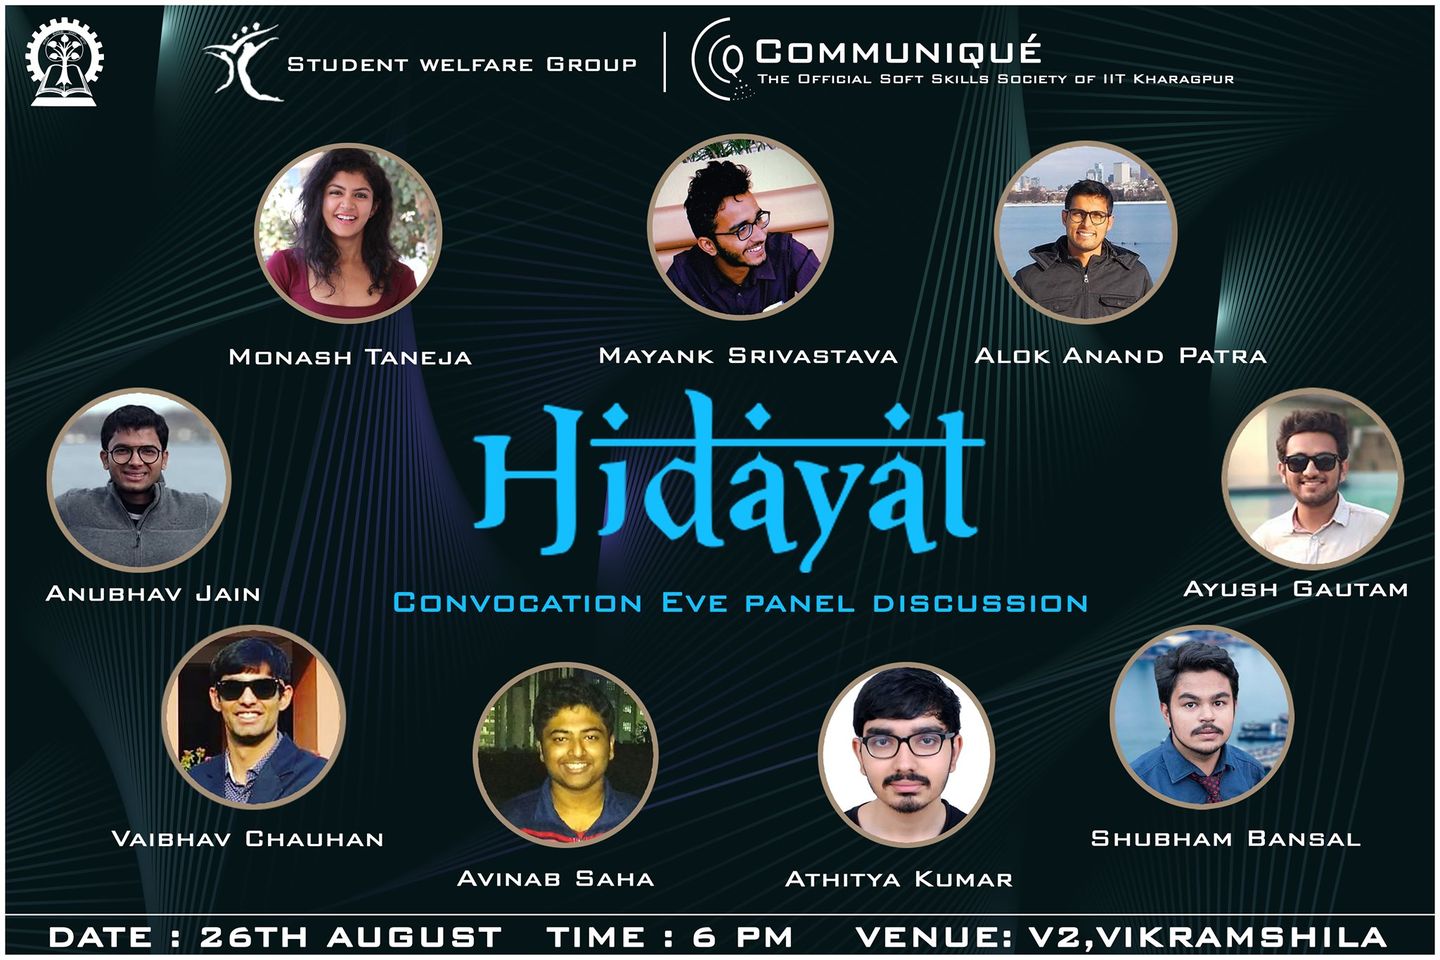 STUDENT WELFARE GROUP
COMMUNIQUÉ
THE OFFICIAL SOFT SKILLS SOCIETY OF IIT KHARAGPUR
MONASH TANEJA
MAYANK SRIVASTAVA
ALOK ANAND PATRA
Hidayat
CONVOCATION EVE PANEL DISCUSSION
ANUBHAV JAIN
AYUSH GAUTAM
VAIBHAV CHAUHAN
AVINAB SAHA
ATHITYA KUMAR
SHUBHAM BANSAL
DATE : 26TH AUGUST TIME : 6 PM VENUE: V2,VIKRAMSHILA